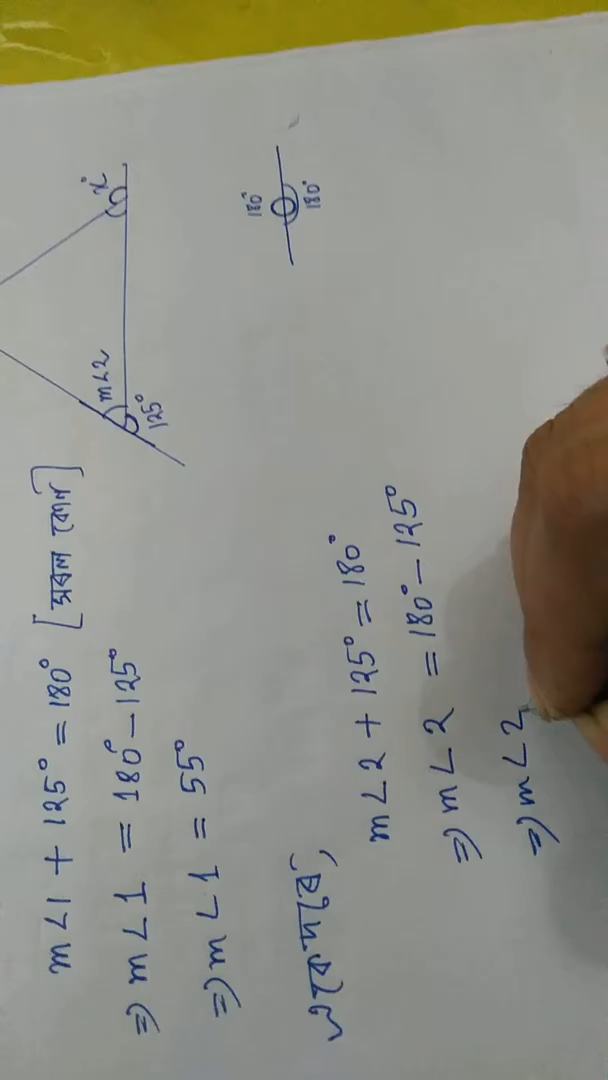 x°
m∠2
125°
180°
180°
m∠1 + 125° = 180° [সরল কোণ]
⇒ m∠1 = 180° – 125°
⇒ m∠1 = 55°
m∠2 + 125° = 180°
⇒ m∠2 = 180° – 125°
⇒ m∠2